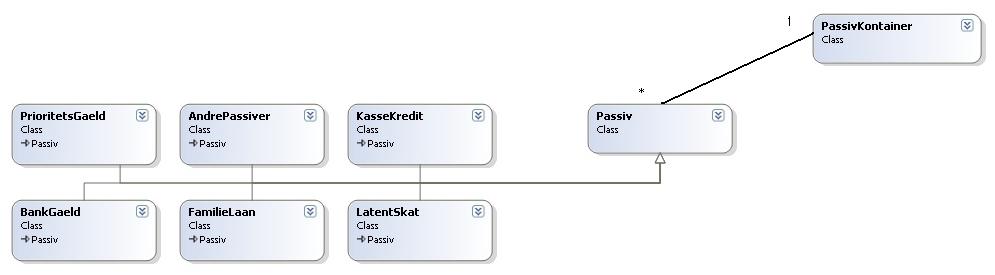 1
PassivKontainer
Class
*
PrioritetsGaeld
Class
Passiv
AndrePassiver
Class
Passiv
KasseKredit
Class
Passiv
Passiv
Class
BankGaeld
Class
Passiv
FamilieLaan
Class
Passiv
LatentSkat
Class
Passiv